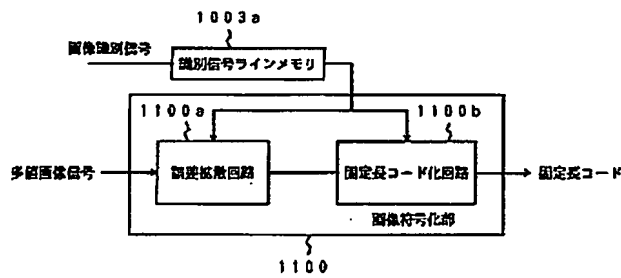 1003a
画像識別信号
識別信号ラインメモリ
1100a
1100b
多値画像信号
誤差拡散回路
固定長コード化回路
固定長コード
画像符号化部
1100